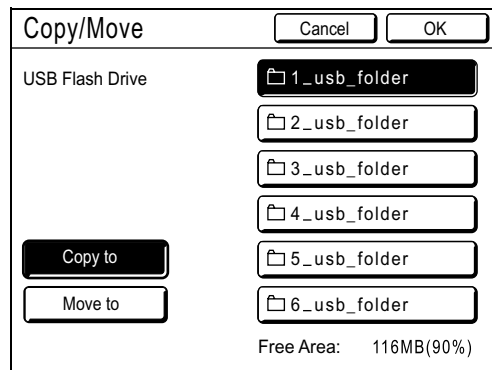 Copy/Move Cancel OK
USB Flash Drive
1_usb_folder
2_usb_folder
3_usb_folder
4_usb_folder
Copy to
5_usb_folder
Move to
6_usb_folder
Free Area: 116MB(90%)